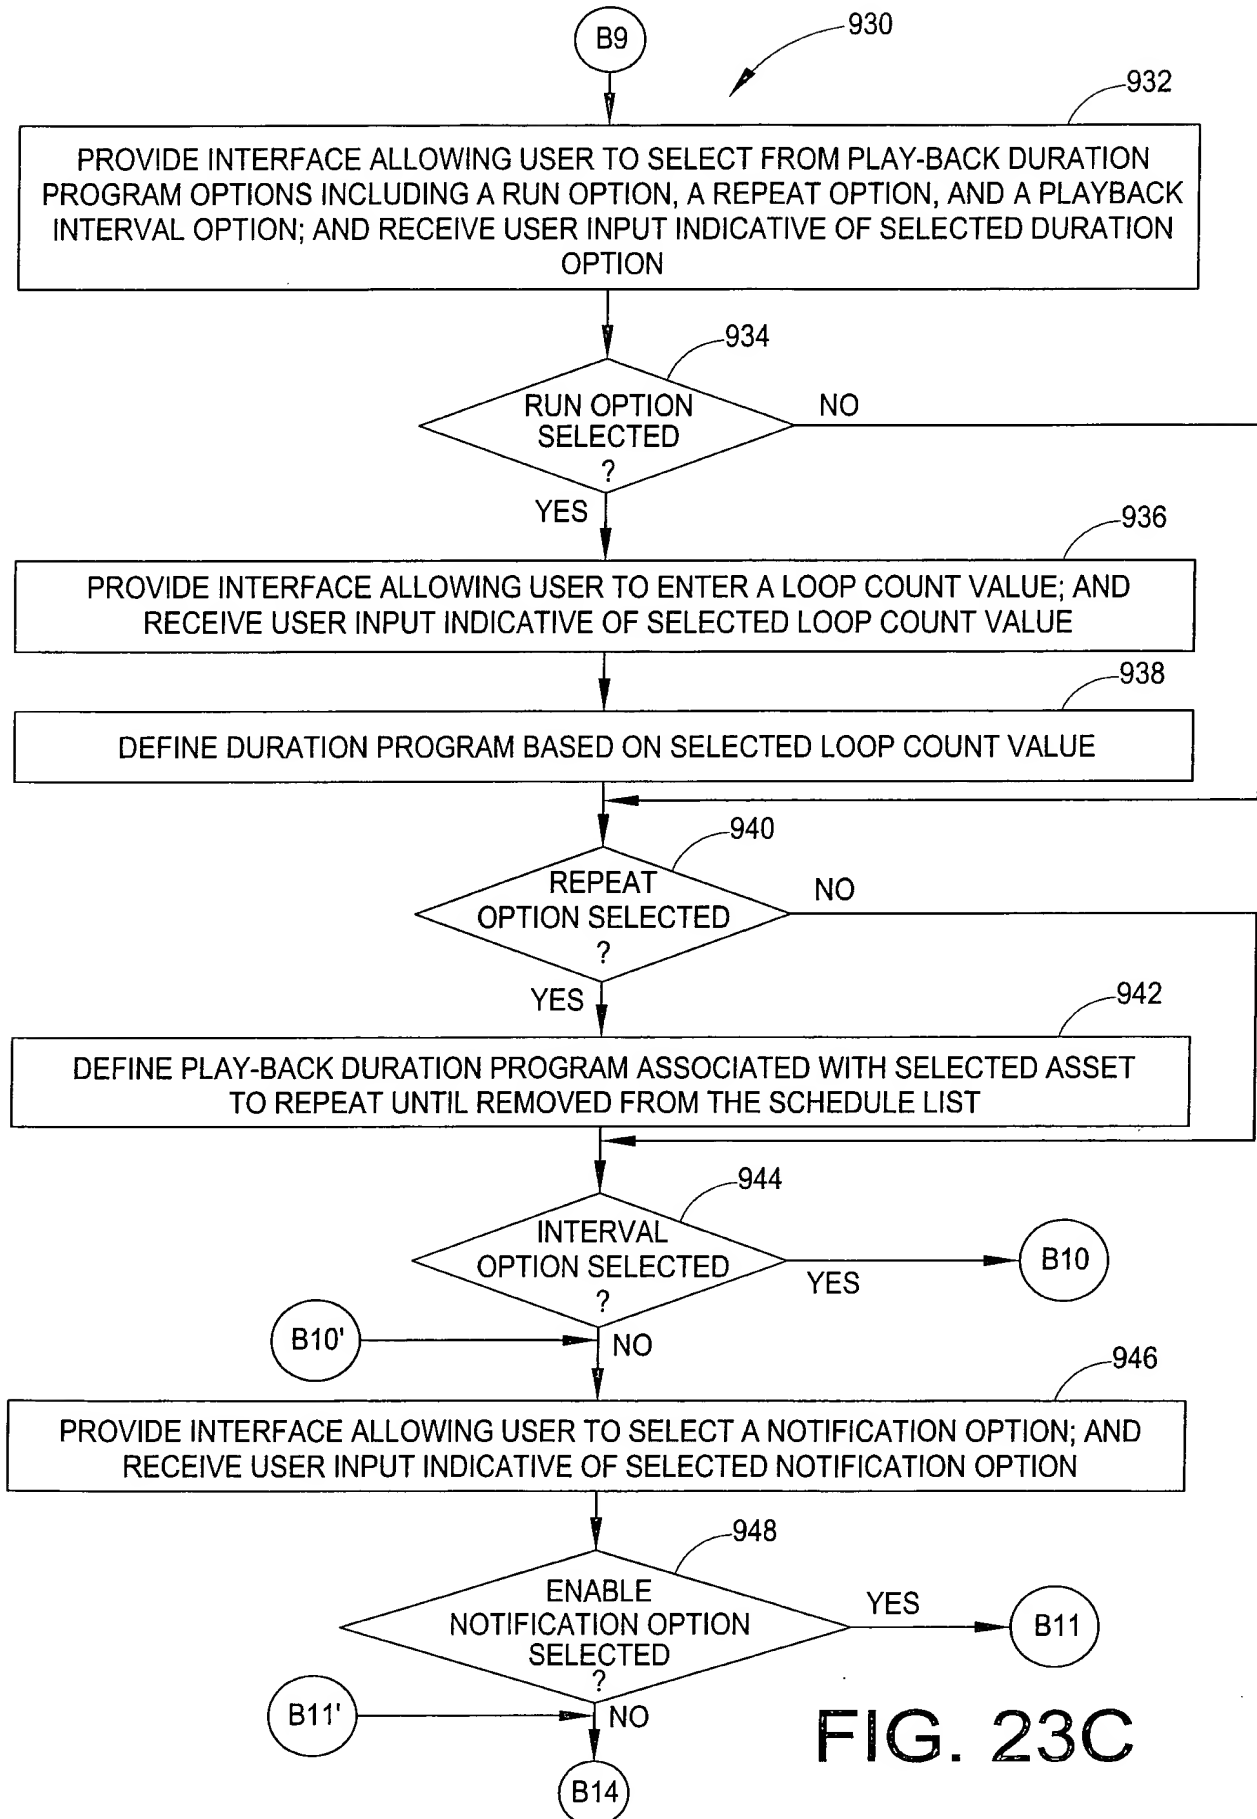 B9
930
932
PROVIDE INTERFACE ALLOWING USER TO SELECT FROM PLAY-BACK DURATION
PROGRAM OPTIONS INCLUDING A RUN OPTION, A REPEAT OPTION, AND A PLAYBACK
INTERVAL OPTION; AND RECEIVE USER INPUT INDICATIVE OF SELECTED DURATION
OPTION
934
RUN OPTION
SELECTED
?
NO
YES
936
PROVIDE INTERFACE ALLOWING USER TO ENTER A LOOP COUNT VALUE; AND
RECEIVE USER INPUT INDICATIVE OF SELECTED LOOP COUNT VALUE
938
DEFINE DURATION PROGRAM BASED ON SELECTED LOOP COUNT VALUE
940
REPEAT
OPTION SELECTED
?
NO
YES
942
DEFINE PLAY-BACK DURATION PROGRAM ASSOCIATED WITH SELECTED ASSET
TO REPEAT UNTIL REMOVED FROM THE SCHEDULE LIST
944
INTERVAL
OPTION SELECTED
?
YES
B10
B10'
NO
946
PROVIDE INTERFACE ALLOWING USER TO SELECT A NOTIFICATION OPTION; AND
RECEIVE USER INPUT INDICATIVE OF SELECTED NOTIFICATION OPTION
948
ENABLE
NOTIFICATION OPTION
SELECTED
?
YES
B11
B11'
NO
B14
FIG. 23C